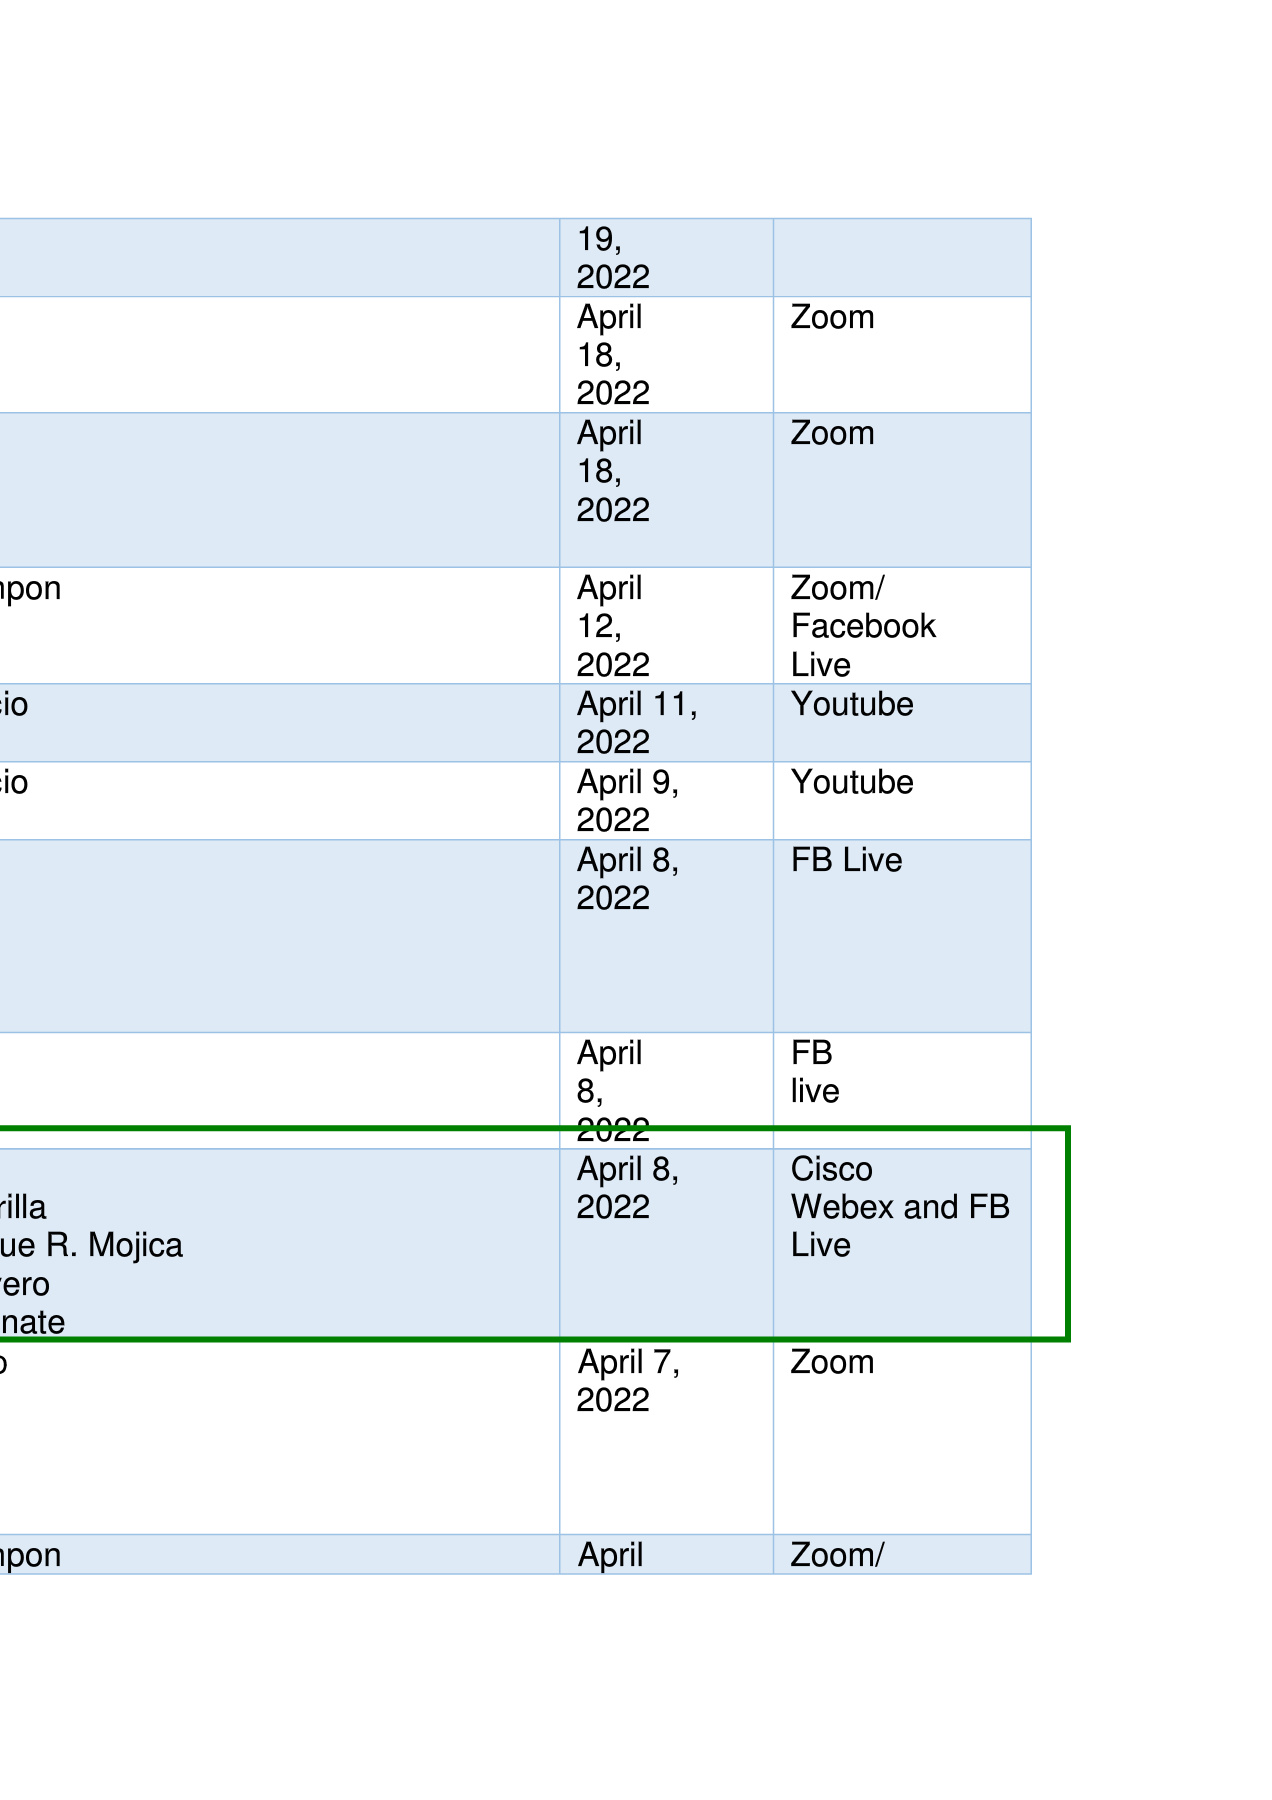 19,
2022
April
18,
2022
Zoom
April
18,
2022
Zoom
npon
April
12,
2022
Zoom/
Facebook
Live
cio
April 11,
2022
Youtube
cio
April 9,
2022
Youtube
April 8,
2022
FB Live
April
8,
2022
FB
live
rilla
ue R. Mojica
vero
nate
April 8,
2022
Cisco
Webex and FB
Live
o
April 7,
2022
Zoom
npon
April
Zoom/